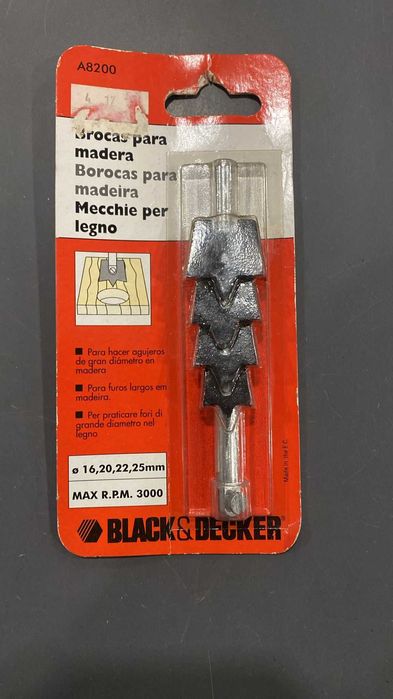 A8200
Brocas para
madera
Borocas para
madeira
Mecchie per
legno
Para hacer agujeros
de gran diámetro en
madera
Para furos largos em
madeira.
Per praticare fori di
grande diametro nel
legno
ø 16,20,22,25mm
MAX R.P.M. 3000
BLACK&DECKER
Made in the E.C.